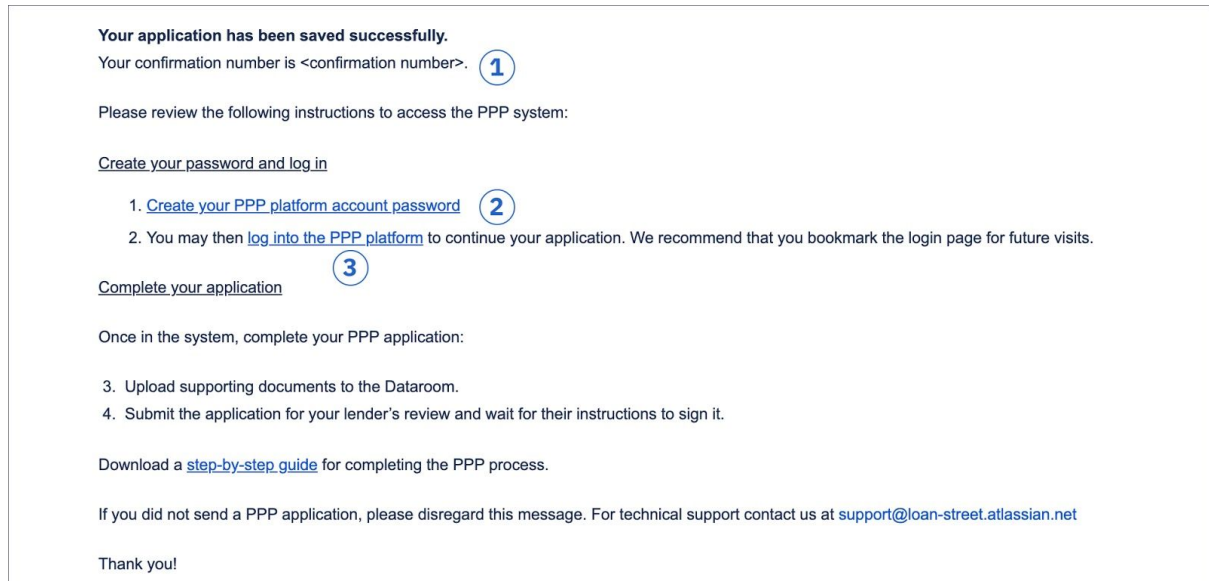 Your application has been saved successfully.
Your confirmation number is <confirmation number>. 1
Please review the following instructions to access the PPP system:
Create your password and log in
1. Create your PPP platform account password 2
2. You may then log into the PPP platform to continue your application. We recommend that you bookmark the login page for future visits.
3
Complete your application
Once in the system, complete your PPP application:
3. Upload supporting documents to the Dataroom.
4. Submit the application for your lender's review and wait for their instructions to sign it.
Download a step-by-step guide for completing the PPP process.
If you did not send a PPP application, please disregard this message. For technical support contact us at support@loan-street.atlassian.net
Thank you!